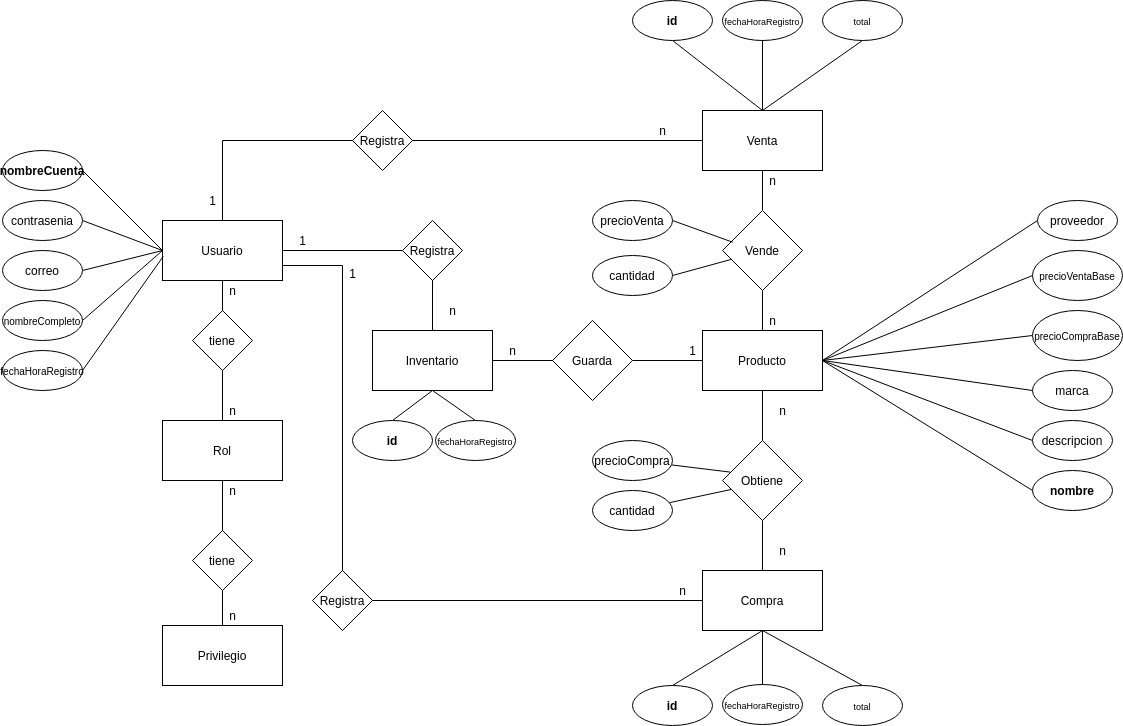 id
fechaHoraRegistro
total
Registra
n
Venta
1
n
nombreCuenta
contrasenia
correo
nombreCompleto
fechaHoraRegistro
Usuario
1
Registra
1
n
n
tiene
n
precioVenta
cantidad
Vende
n
proveedor
precioVentaBase
precioCompraBase
marca
descripcion
nombre
Inventario
n
Guarda
1
Producto
id
fechaHoraRegistro
n
Rol
n
precioCompra
cantidad
Obtiene
n
tiene
n
Privilegio
Registra
n
Compra
id
fechaHoraRegistro
total